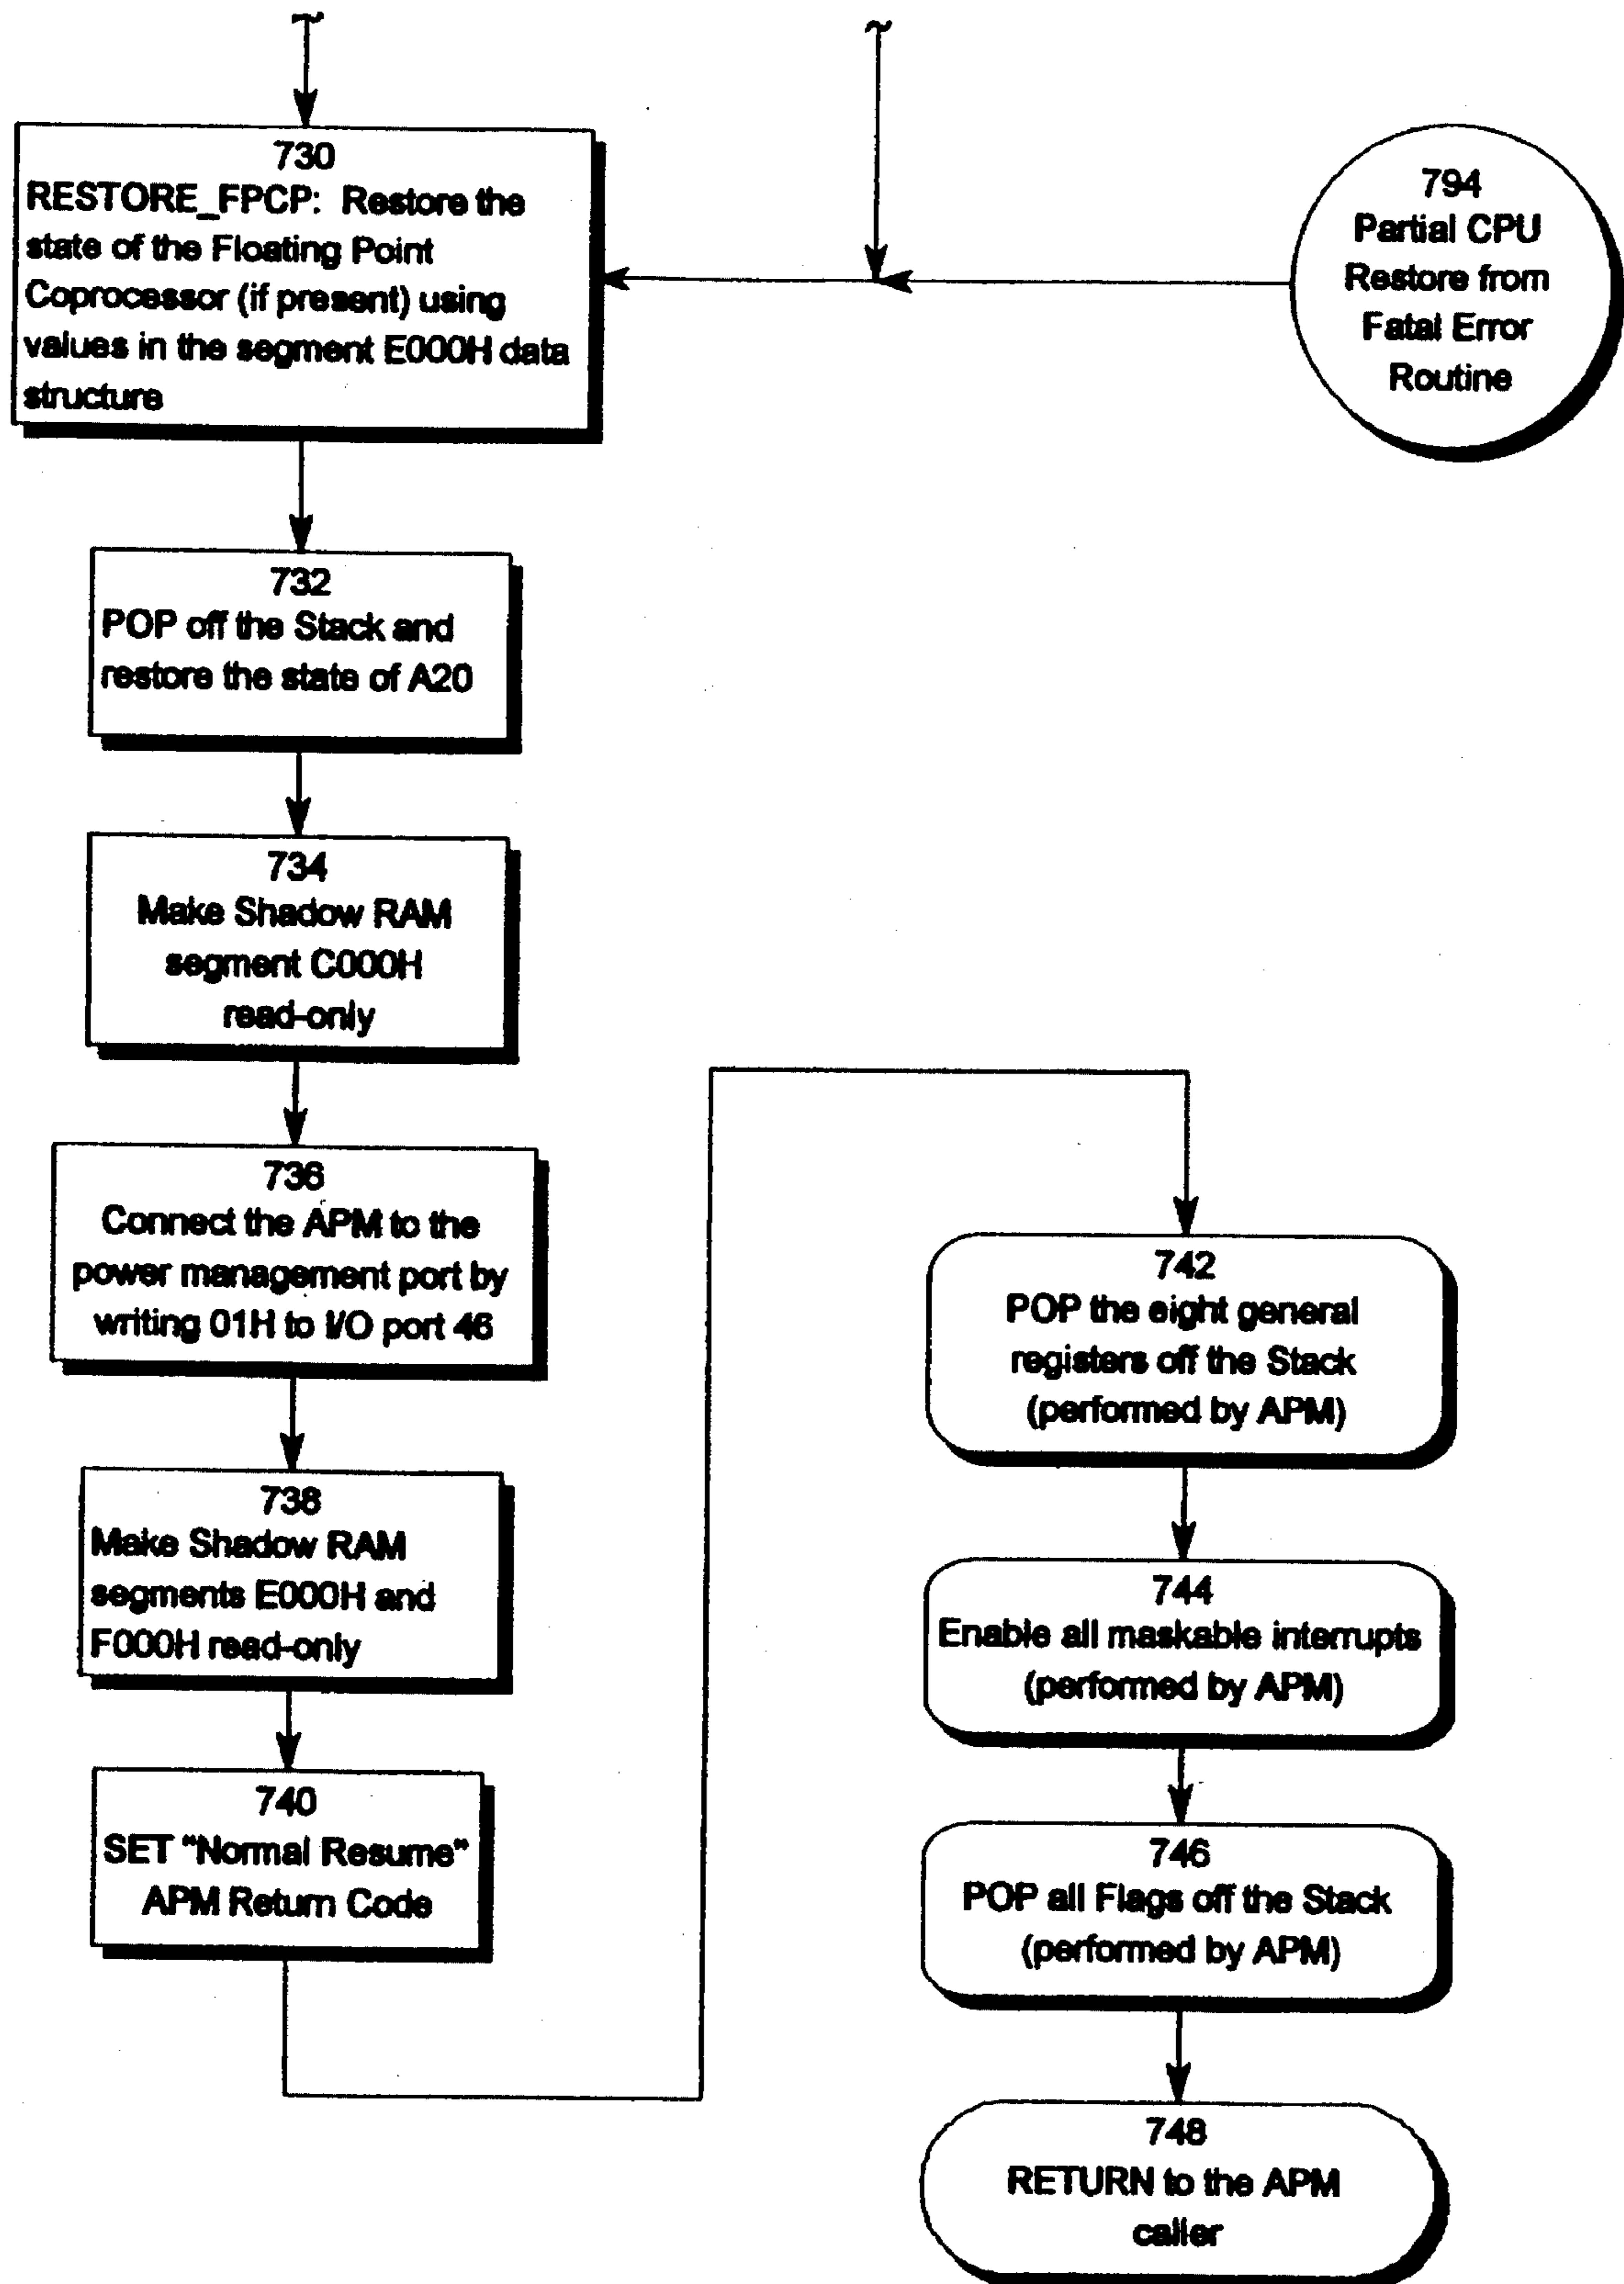 730
RESTORE_FPCP: Restore the
state of the Floating Point
Coprocessor (if present) using
values in the segment E000H data
structure
794
Partial CPU
Restore from
Fatal Error
Routine
732
POP off the Stack and
restore the state of A20
734
Make Shadow RAM
segment C000H
read-only
736
Connect the APM to the
power management port by
writing 01H to I/O port 46
738
Make Shadow RAM
segments E000H and
F000H read-only
740
SET "Normal Resume"
APM Return Code
742
POP the eight general
registers off the Stack
(performed by APM)
744
Enable all maskable interrupts
(performed by APM)
746
POP all Flags off the Stack
(performed by APM)
748
RETURN to the APM
caller